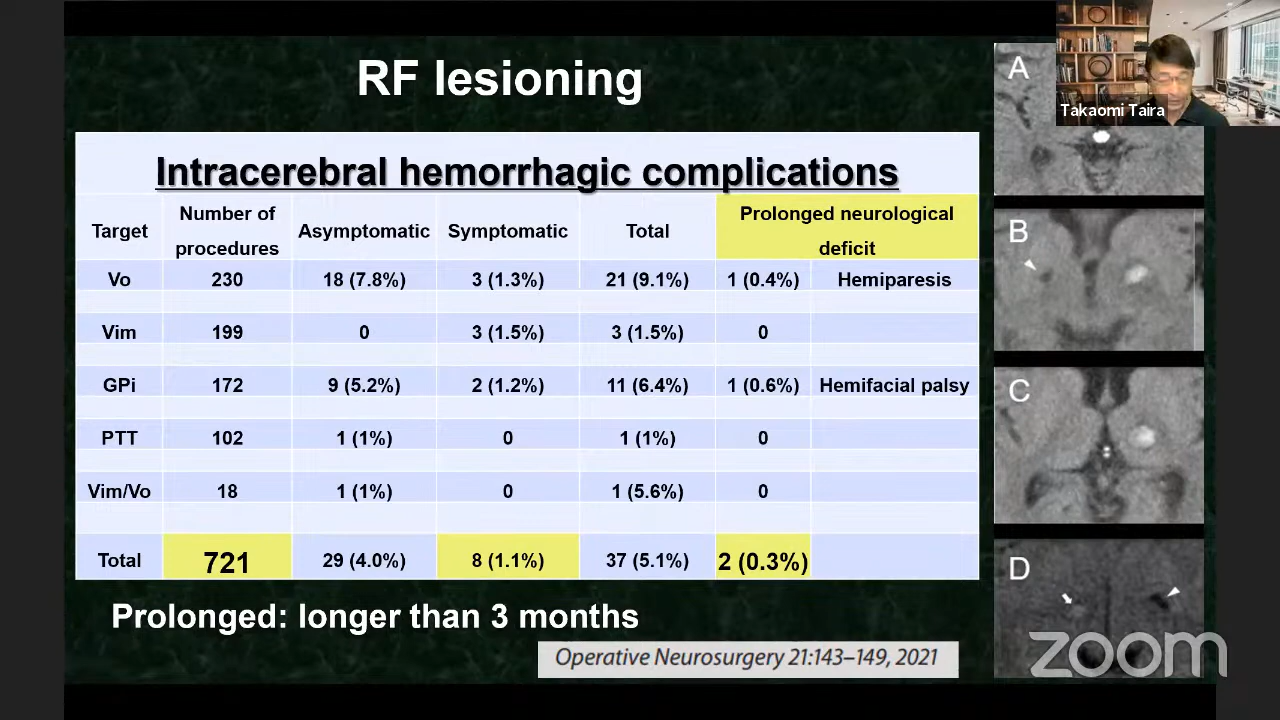 RF lesioning
Takaomi Taira
Intracerebral hemorrhagic complications
Target Number of procedures Asymptomatic Symptomatic Total Prolonged neurological deficit
Vo 230 18 (7.8%) 3 (1.3%) 21 (9.1%) 1 (0.4%) Hemiparesis
Vim 199 0 3 (1.5%) 3 (1.5%) 0
GPi 172 9 (5.2%) 2 (1.2%) 11 (6.4%) 1 (0.6%) Hemifacial palsy
PTT 102 1 (1%) 0 1 (1%) 0
Vim/Vo 18 1 (1%) 0 1 (5.6%) 0
Total 721 29 (4.0%) 8 (1.1%) 37 (5.1%) 2 (0.3%)
Prolonged: longer than 3 months
Operative Neurosurgery 21:143–149, 2021
A
B
C
D
zoom